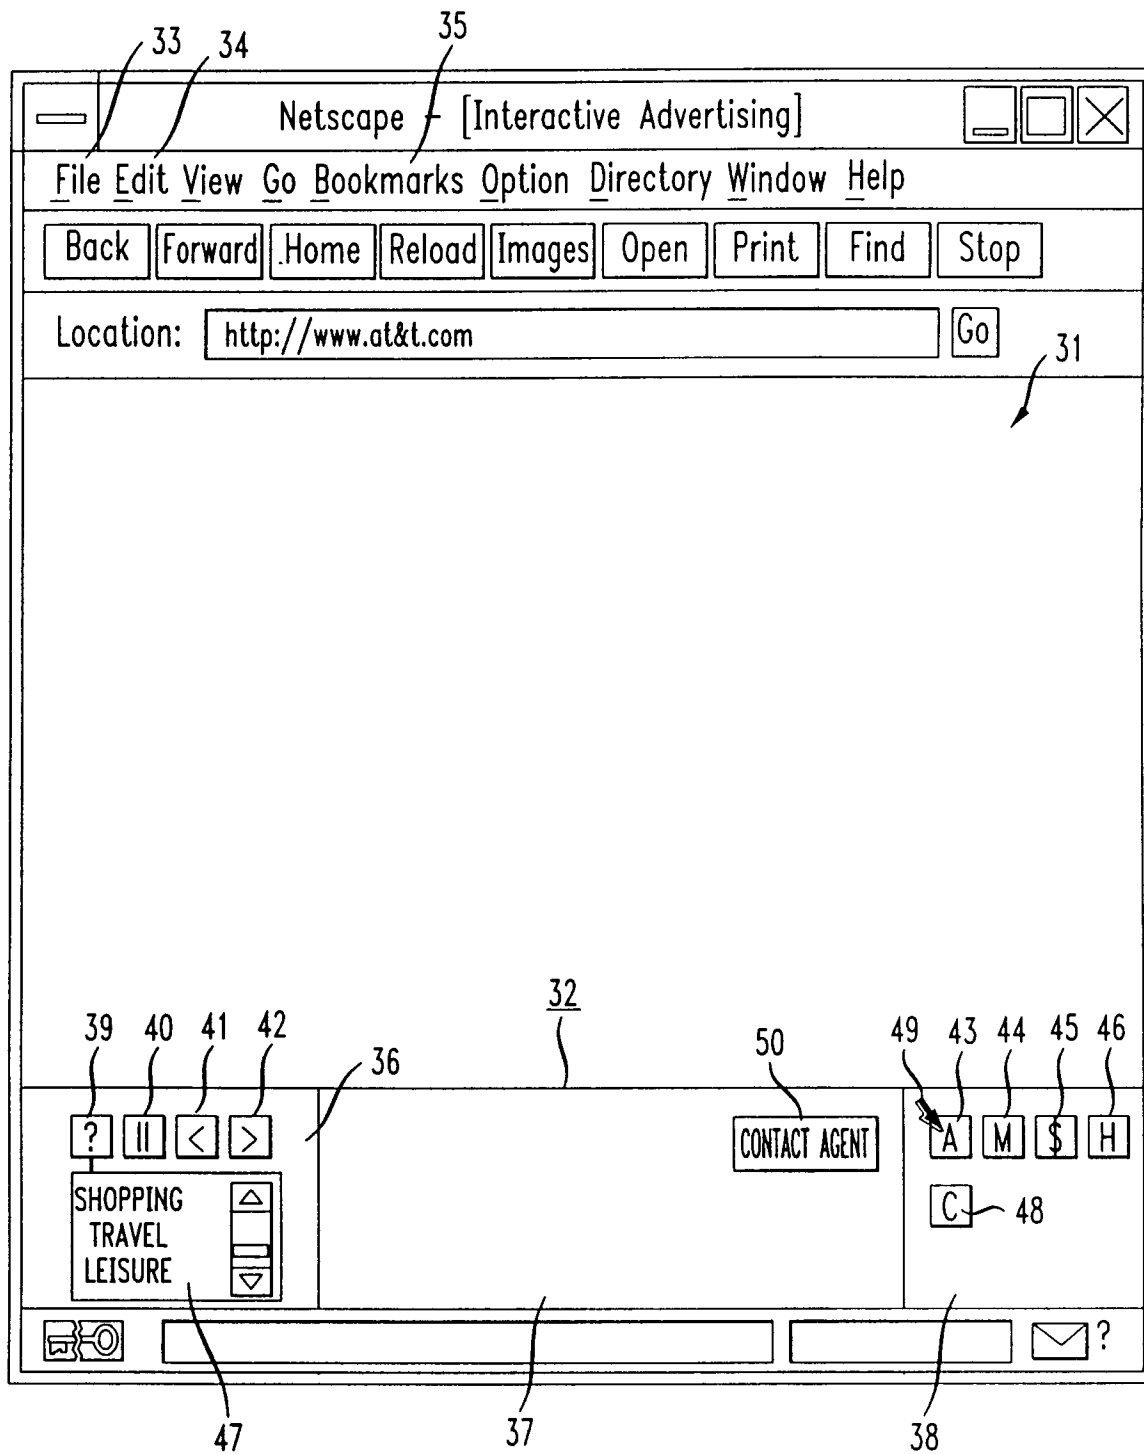 33 34 35
Netscape - [Interactive Advertising]
File Edit View Go Bookmarks Option Directory Window Help
Back Forward .Home Reload Images Open Print Find Stop
Location: http://www.at&t.com Go
31
32
39 40 41 42 36 50 49 43 44 45 46
? || < > CONTACT AGENT A M $ H
SHOPPING
TRAVEL
LEISURE
C 48
?
47 37 38